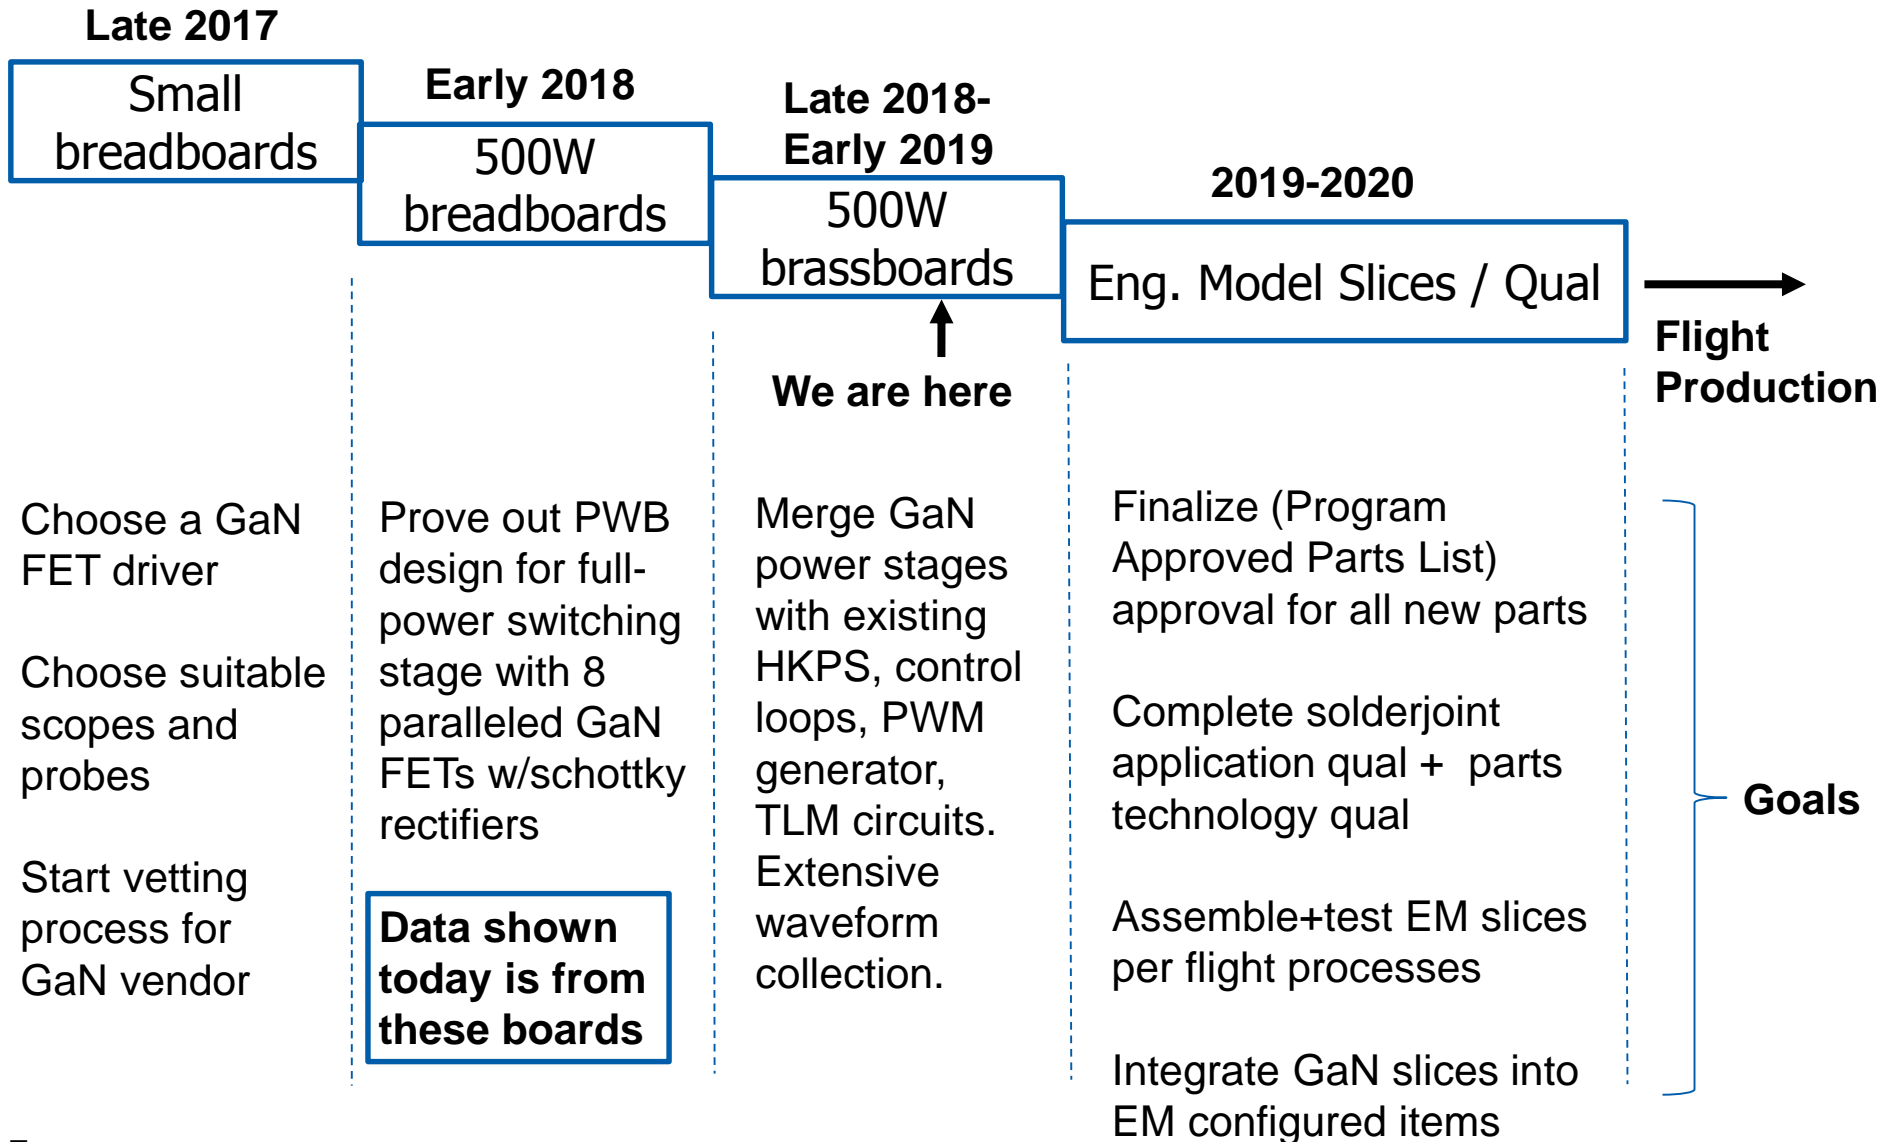 Late 2017
Small
breadboards
Early 2018
500W
breadboards
Late 2018-
Early 2019
500W
brassboards
2019-2020
Eng. Model Slices / Qual
Flight
Production
We are here
Choose a GaN
FET driver
Choose suitable
scopes and
probes
Start vetting
process for
GaN vendor
Prove out PWB
design for full-
power switching
stage with 8
paralleled GaN
FETs w/schottky
rectifiers
Data shown
today is from
these boards
Merge GaN
power stages
with existing
HKPS, control
loops, PWM
generator,
TLM circuits.
Extensive
waveform
collection.
Finalize (Program
Approved Parts List)
approval for all new parts
Complete solderjoint
application qual +  parts
technology qual
Assemble+test EM slices
per flight processes
Integrate GaN slices into
EM configured items
Goals